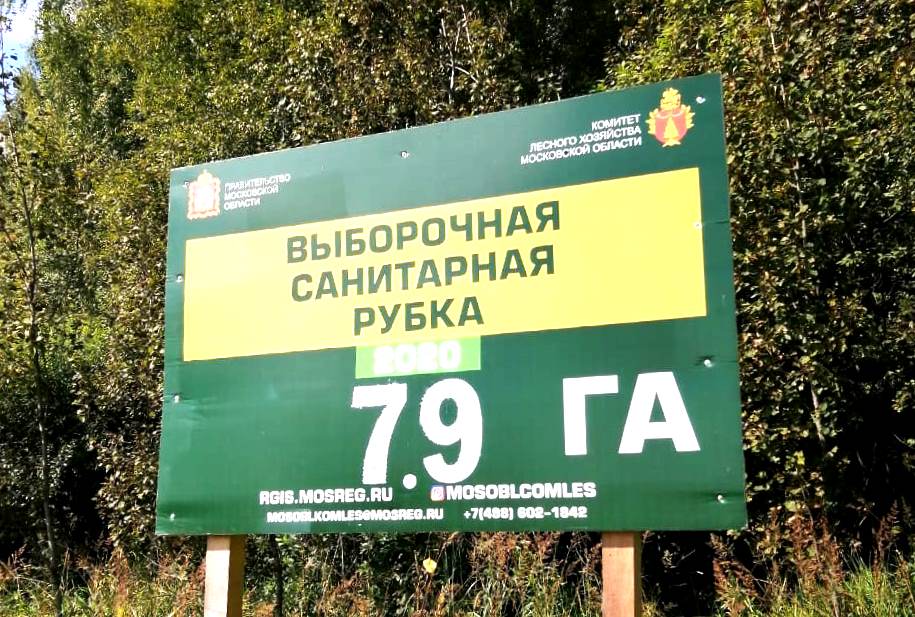 ПРАВИТЕЛЬСТВО
МОСКОВСКОЙ
ОБЛАСТИ
КОМИТЕТ
ЛЕСНОГО ХОЗЯЙСТВА
МОСКОВСКОЙ ОБЛАСТИ
ВЫБОРОЧНАЯ
САНИТАРНАЯ
РУБКА
2020
7.9 ГА
RGIS.MOSREG.RU MOSOBLCOMLES
MOSOBLKOMLES@MOSREG.RU +7(498) 602-1842